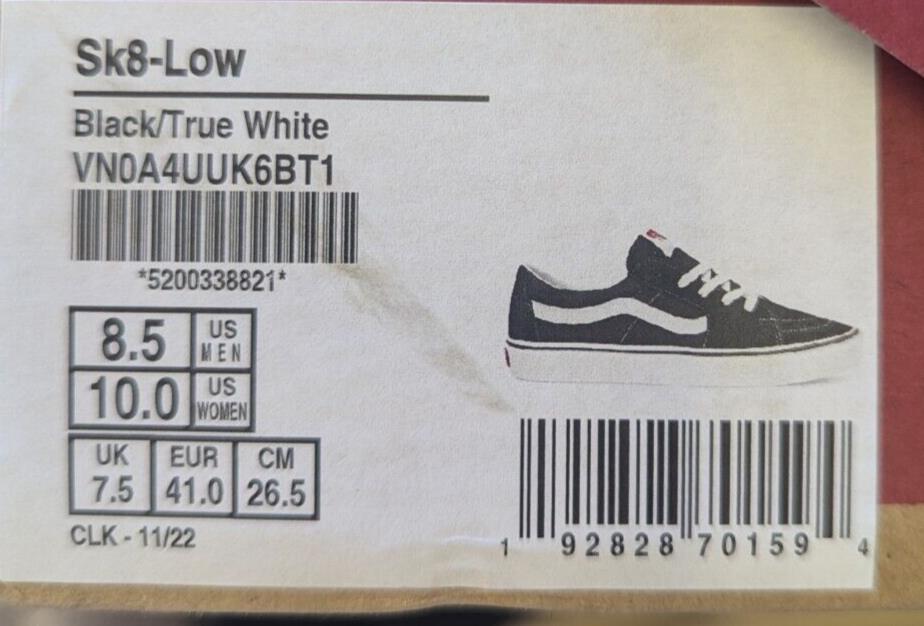 Sk8-Low
Black/True White
VN0A4UUK6BT1
*5200338821*
8.5 US MEN
10.0 US WOMEN
UK EUR CM
7.5 41.0 26.5
CLK - 11/22
1 92828 70159 4